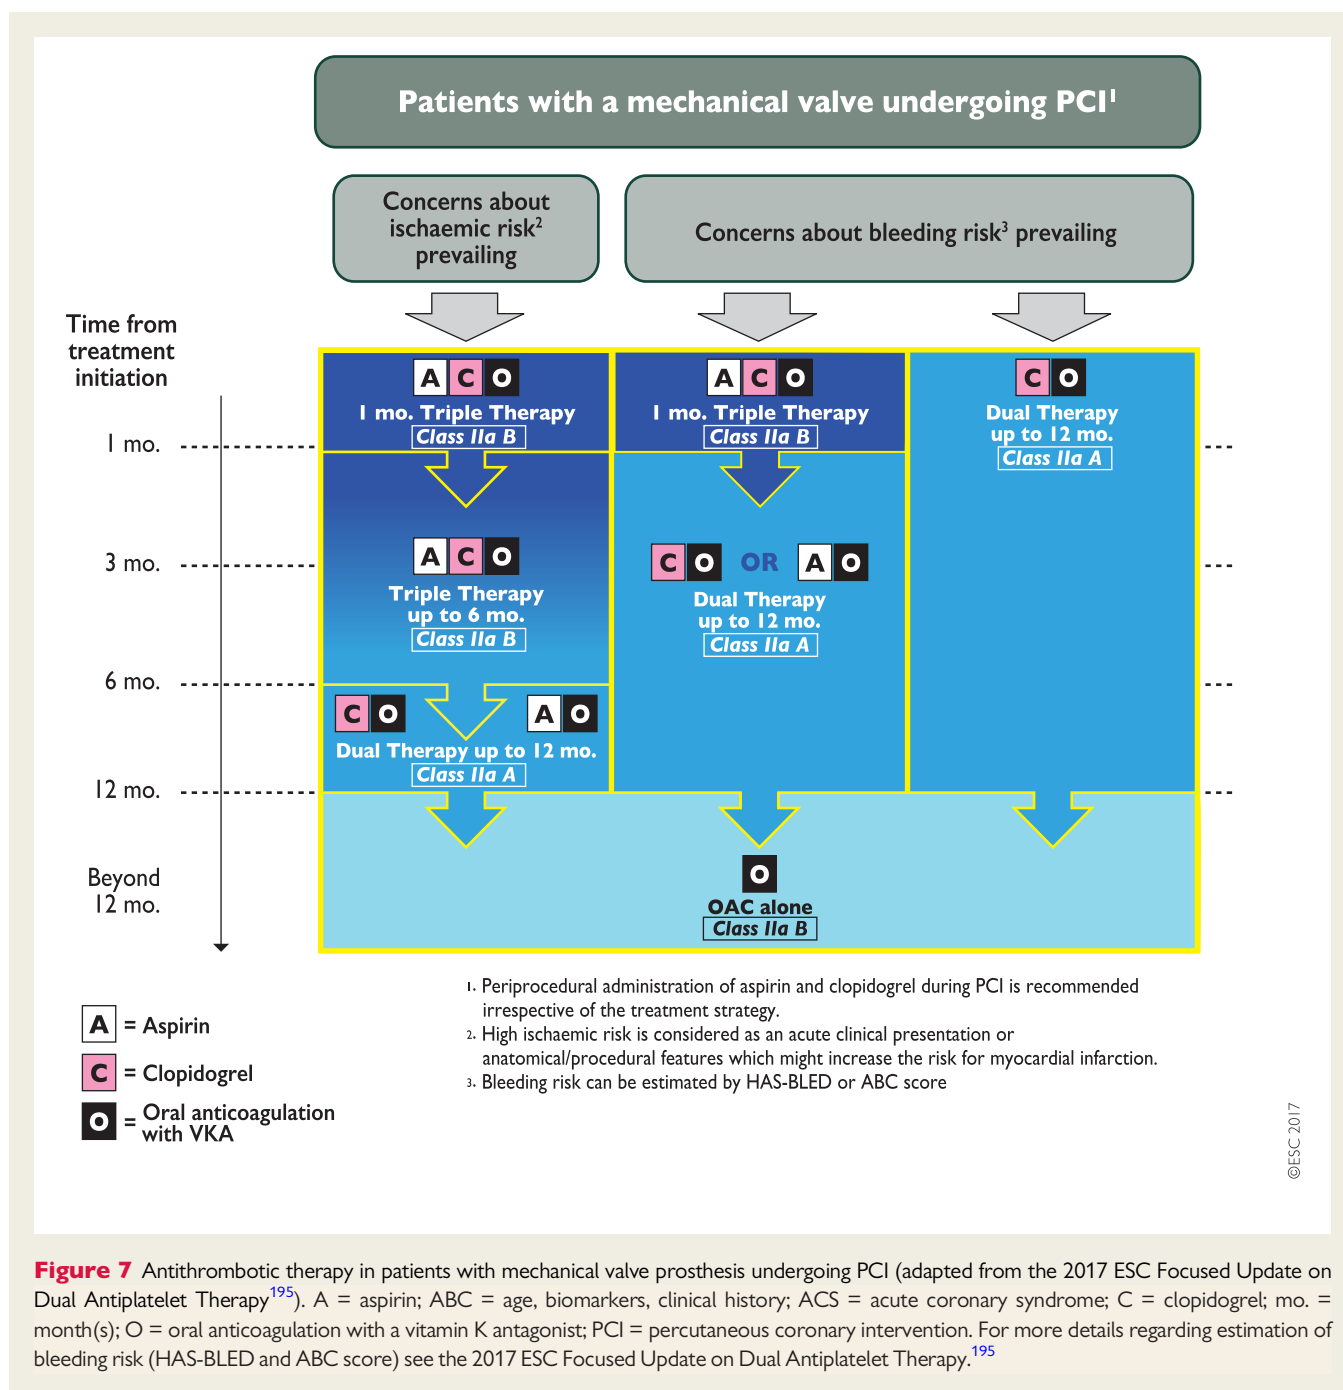 Patients with a mechanical valve undergoing PCI¹
Concerns about
ischaemic risk²
prevailing
Concerns about bleeding risk³ prevailing
Time from
treatment
initiation
1 mo.
3 mo.
6 mo.
12 mo.
Beyond
12 mo.
A C O
1 mo. Triple Therapy
Class IIa B
A C O
Triple Therapy
up to 6 mo.
Class IIa B
C O A O
Dual Therapy up to 12 mo.
Class IIa A
A C O
1 mo. Triple Therapy
Class IIa B
C O OR A O
Dual Therapy
up to 12 mo.
Class IIa A
C O
Dual Therapy
up to 12 mo.
Class IIa A
O
OAC alone
Class IIa B
A = Aspirin
C = Clopidogrel
O = Oral anticoagulation
with VKA
1. Periprocedural administration of aspirin and clopidogrel during PCI is recommended
irrespective of the treatment strategy.
2. High ischaemic risk is considered as an acute clinical presentation or
anatomical/procedural features which might increase the risk for myocardial infarction.
3. Bleeding risk can be estimated by HAS-BLED or ABC score
©ESC 2017
Figure 7 Antithrombotic therapy in patients with mechanical valve prosthesis undergoing PCI (adapted from the 2017 ESC Focused Update on
Dual Antiplatelet Therapy¹⁹⁵). A = aspirin; ABC = age, biomarkers, clinical history; ACS = acute coronary syndrome; C = clopidogrel; mo. =
month(s); O = oral anticoagulation with a vitamin K antagonist; PCI = percutaneous coronary intervention. For more details regarding estimation of
bleeding risk (HAS-BLED and ABC score) see the 2017 ESC Focused Update on Dual Antiplatelet Therapy.¹⁹⁵